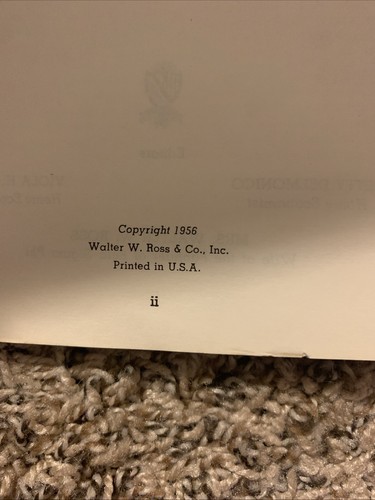 Copyright 1956
Walter W. Ross & Co., Inc.
Printed in U.S.A.
ii